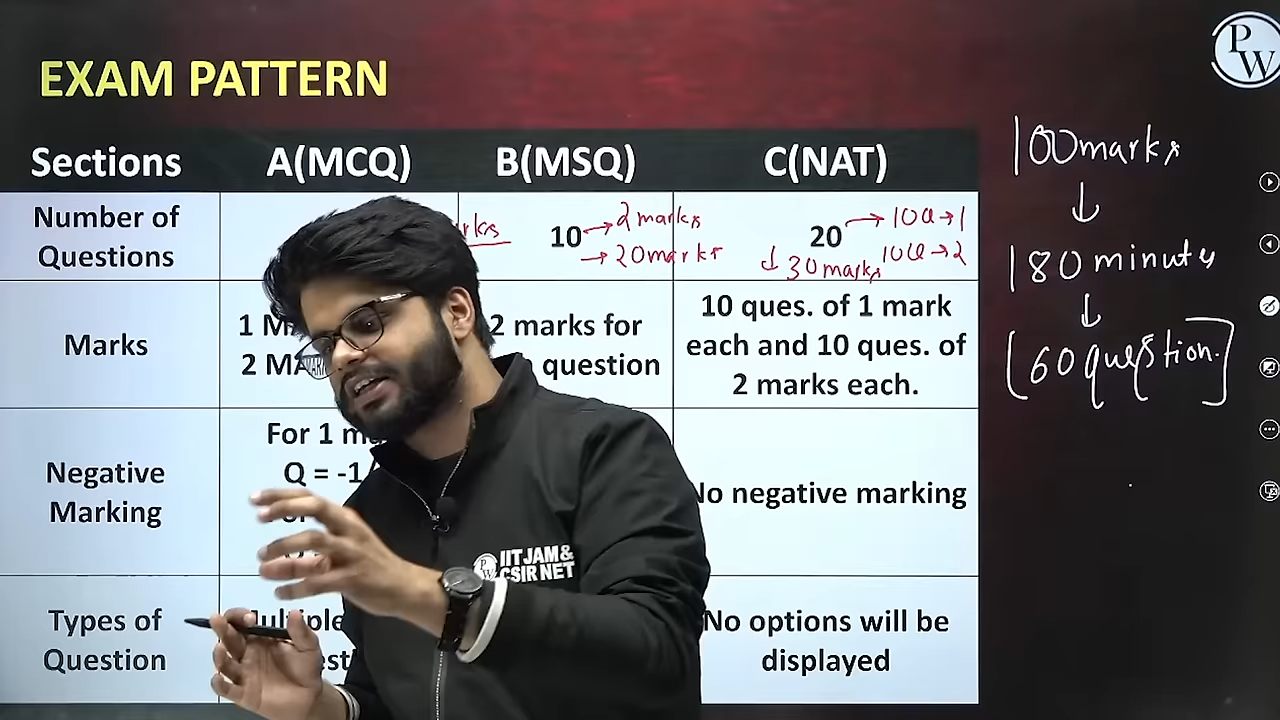 EXAM PATTERN
PW
Sections A(MCQ) B(MSQ) C(NAT)
Number of
Questions
10 → 2 marks
→ 20 marks
20 → 10Q → 1
10Q → 2
↓ 30 marks
Marks
1
2
2 marks for
question
10 ques. of 1 mark
each and 10 ques. of
2 marks each.
Negative
Marking
For 1
Q = -1
No negative marking
Types of
Question
No options will be
displayed
100 marks
↓
180 minutes
↓
[60 question.]
PW IIT JAM &
CSIR NET